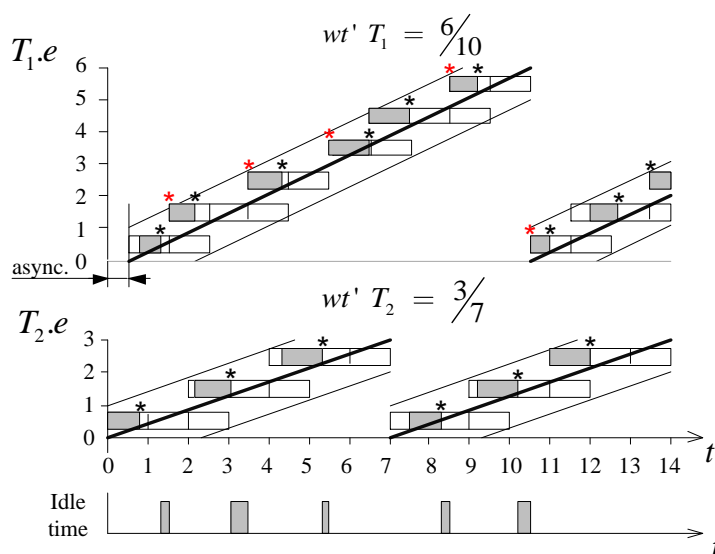 T₁.e
wt' T₁ = 6/10
6
5
4
3
2
1
0
* * * * * * * * * * * * * *
async.
wt' T₂ = 3/7
T₂.e
3
2
1
0
* * * * * *
0 1 2 3 4 5 6 7 8 9 10 11 12 13 14 t
Idle
time
t